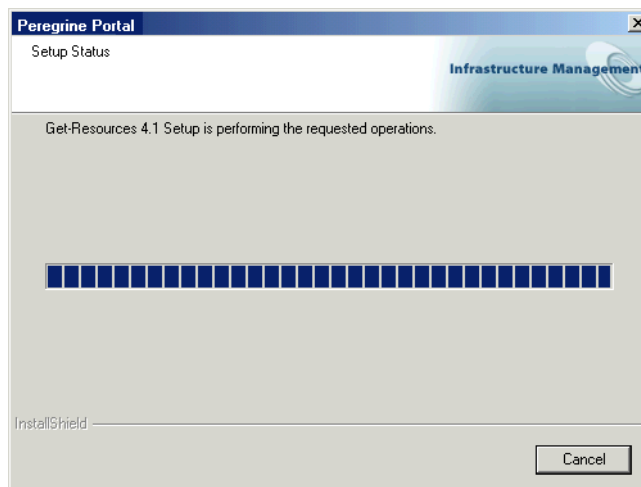 Peregrine Portal
Setup Status
Infrastructure Management
Get-Resources 4.1 Setup is performing the requested operations.
InstallShield
Cancel